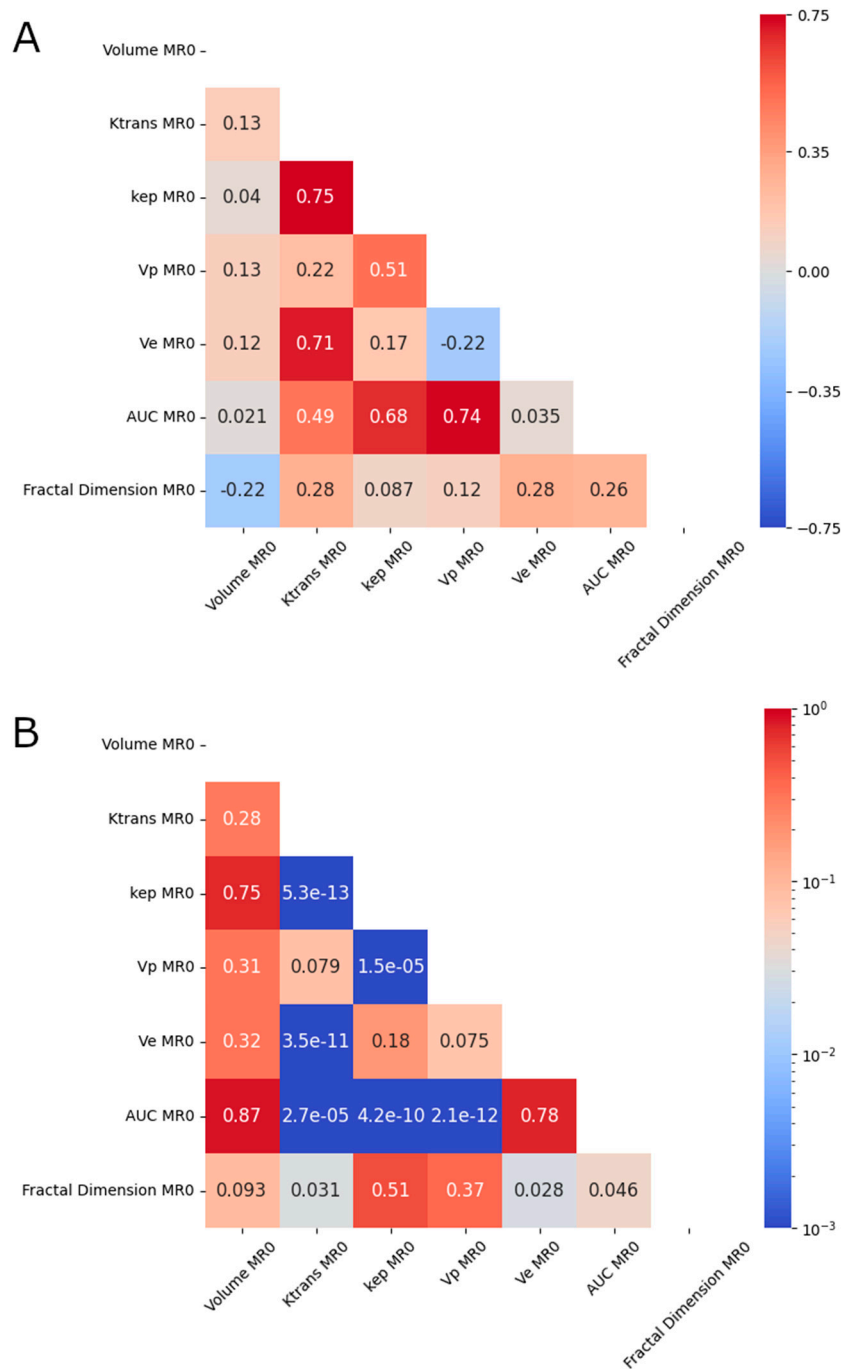 A
Volume MR0
Ktrans MR0 0.13
kep MR0 0.04 0.75
Vp MR0 0.13 0.22 0.51
Ve MR0 0.12 0.71 0.17 -0.22
AUC MR0 0.021 0.49 0.68 0.74 0.035
Fractal Dimension MR0 -0.22 0.28 0.087 0.12 0.28 0.26
Volume MR0 Ktrans MR0 kep MR0 Vp MR0 Ve MR0 AUC MR0 Fractal Dimension MR0
0.75
0.35
0.00
−0.35
−0.75
B
Volume MR0
Ktrans MR0 0.28
kep MR0 0.75 5.3e-13
Vp MR0 0.31 0.079 1.5e-05
Ve MR0 0.32 3.5e-11 0.18 0.075
AUC MR0 0.87 2.7e-05 4.2e-10 2.1e-12 0.78
Fractal Dimension MR0 0.093 0.031 0.51 0.37 0.028 0.046
Volume MR0 Ktrans MR0 kep MR0 Vp MR0 Ve MR0 AUC MR0 Fractal Dimension MR0
10⁰
10⁻¹
10⁻²
10⁻³